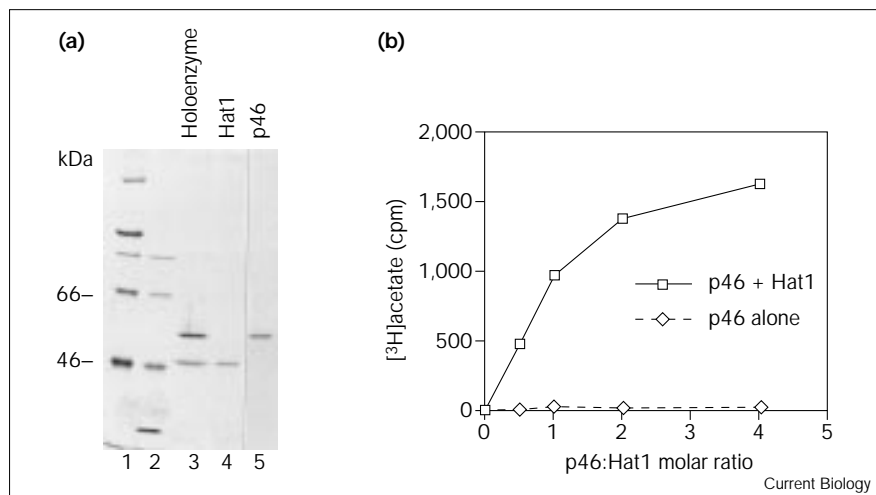 (a)
Holoenzyme
Hat1
p46
kDa
66–
46–
1 2 3 4 5
(b)
2,000
1,500
1,000
500
0
[³H]acetate (cpm)
p46 + Hat1
p46 alone
0 1 2 3 4 5
p46:Hat1 molar ratio
Current Biology